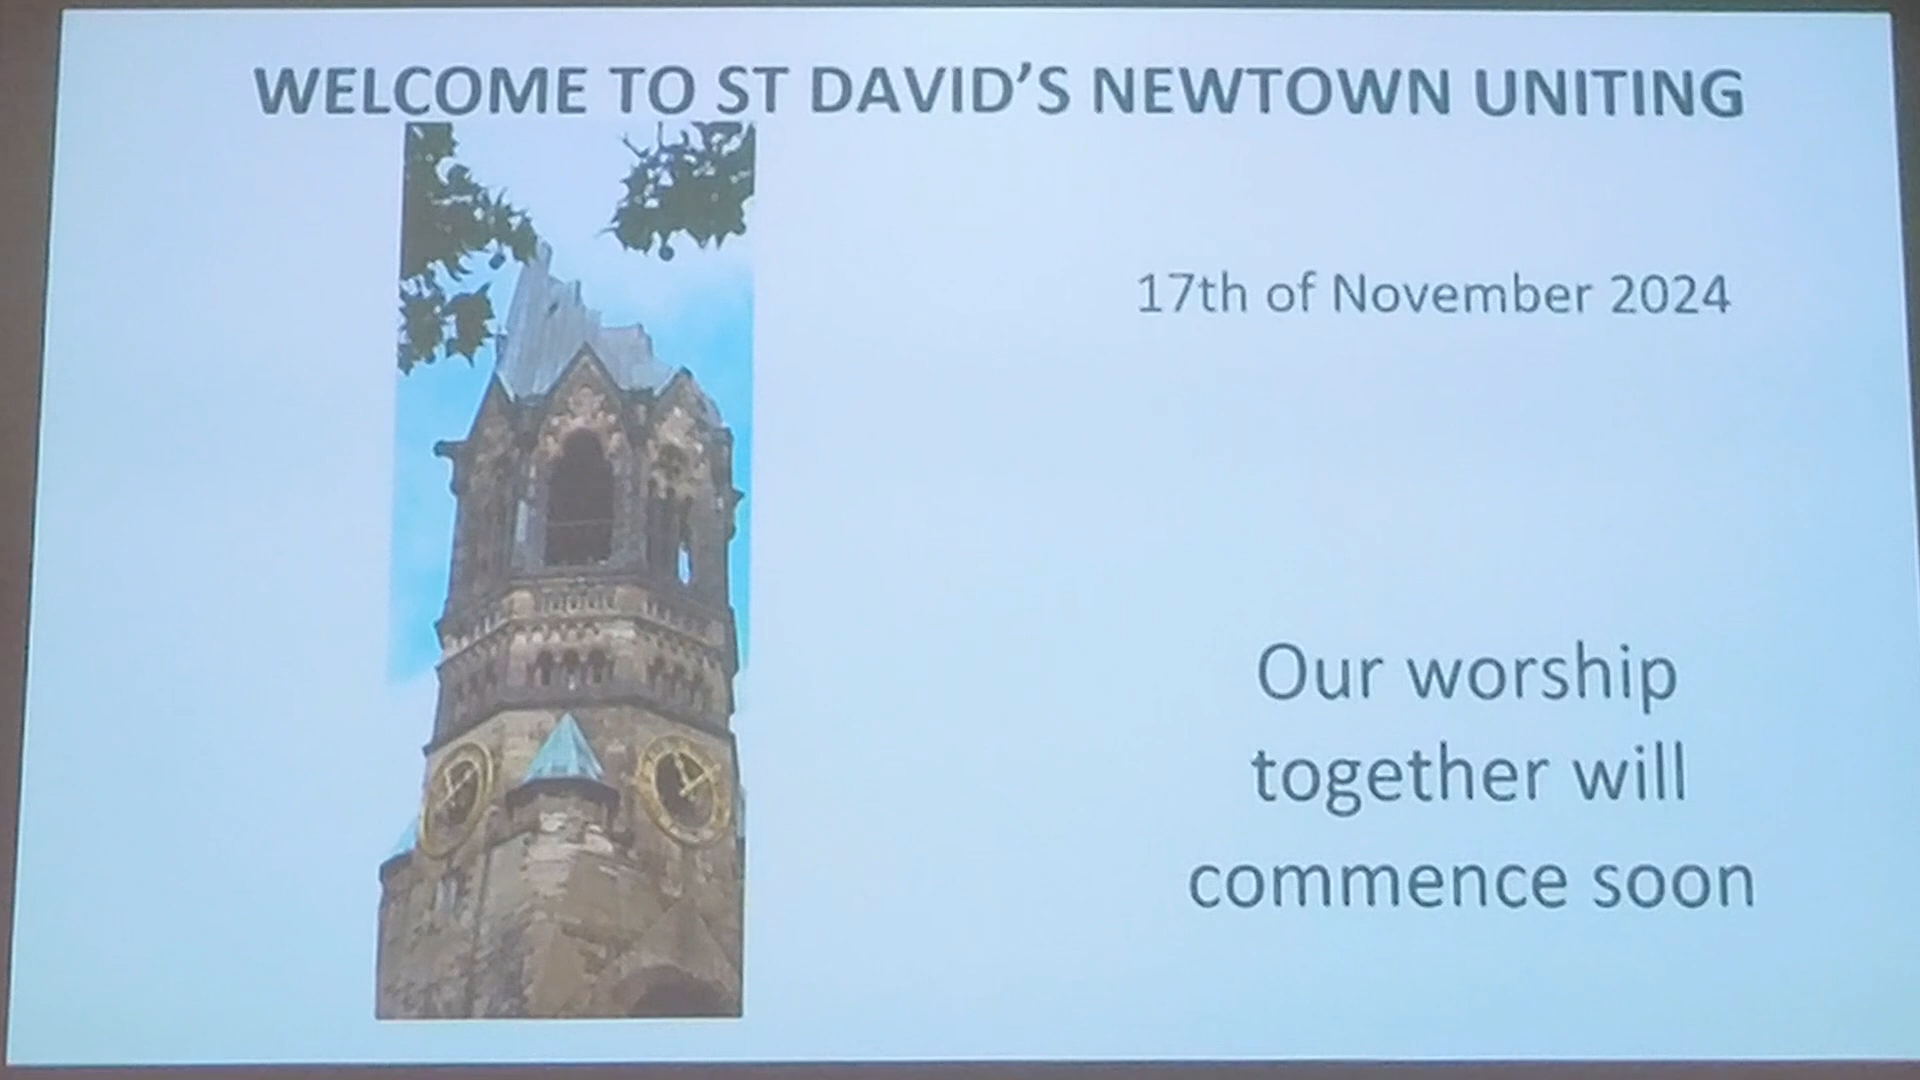 WELCOME TO ST DAVID'S NEWTOWN UNITING
17th of November 2024
Our worship
together will
commence soon